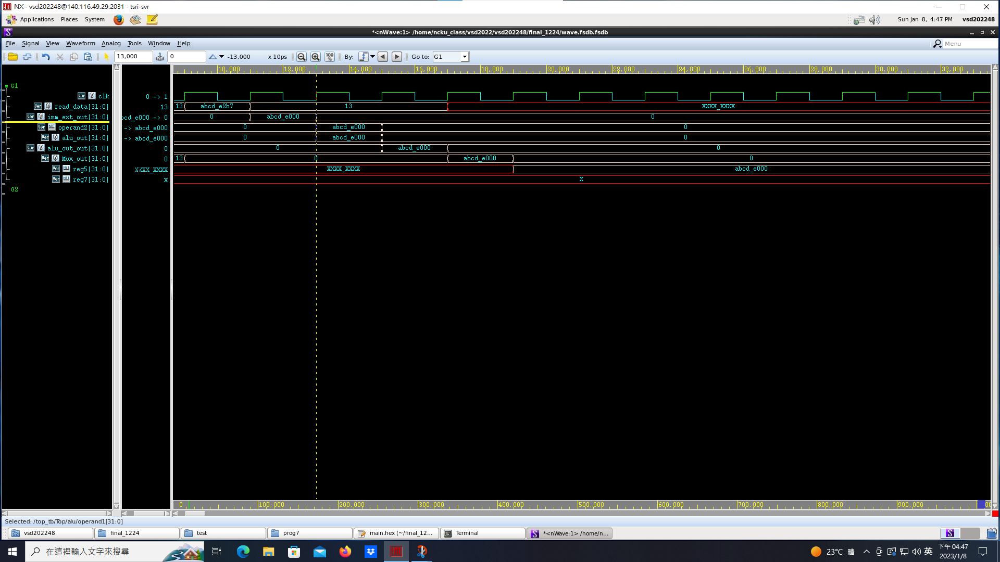 NX - vsd202248@140.116.49.29:2031 - tsri-svr
Applications Places System Sun Jan 8, 4:47 PM vsd202248
*<nWave:1> /home/ncku_class/vsd2022/vsd202248/final_1224/wave.fsdb.fsdb
File Signal View Waveform Analog Tools Window Help Menu
13,000 0 -13,000 x 10ps 100% By: Go to: G1
10,000 12,000 14,000 16,000 18,000 20,000 22,000 24,000 26,000 28,000 30,000 32,000
G1
clk 0 -> 1
read_data[31:0] 13 13 abcd_e2b7 13 XXXX_XXXX
imm_ext_out[31:0] bcd_e000 -> 0 0 abcd_e000 0
operand2[31:0] -> abcd_e000 0 abcd_e000 0
alu_out[31:0] -> abcd_e000 0 abcd_e000 0
alu_out_out[31:0] 0 0 abcd_e000 0
Mux_out[31:0] 0 13 0 abcd_e000 0
reg5[31:0] XXXX_XXXX XXXX_XXXX abcd_e000
reg7[31:0] X X
G2
0 100,000 200,000 300,000 400,000 500,000 600,000 700,000 800,000 900,000
Selected: /top_tb/Top/alu/operand1[31:0]
vsd202248 final_1224 test prog7 main.hex (~/final_12... Terminal *<nWave:1> /home/n...
在這裡輸入文字來搜尋 23°C 晴 英 下午 04:47
2023/1/8